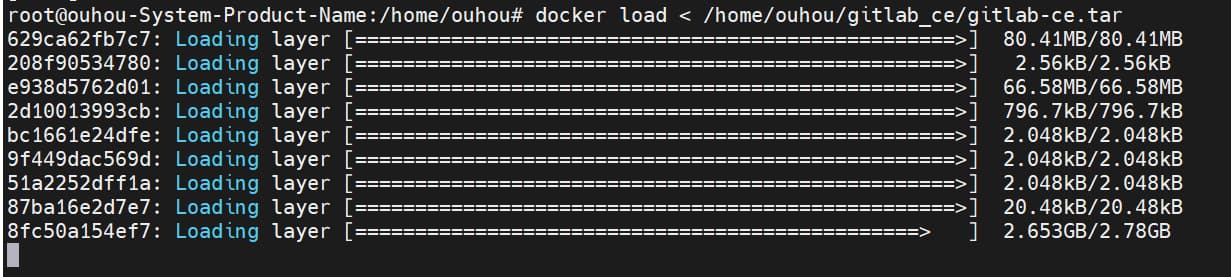 root@ouhou-System-Product-Name:/home/ouhou# docker load < /home/ouhou/gitlab_ce/gitlab-ce.tar
629ca62fb7c7: Loading layer [==================================================>]  80.41MB/80.41MB
208f90534780: Loading layer [==================================================>]   2.56kB/2.56kB
e938d5762d01: Loading layer [==================================================>]  66.58MB/66.58MB
2d10013993cb: Loading layer [==================================================>]  796.7kB/796.7kB
bc1661e24dfe: Loading layer [==================================================>]  2.048kB/2.048kB
9f449dac569d: Loading layer [==================================================>]  2.048kB/2.048kB
51a2252dff1a: Loading layer [==================================================>]  2.048kB/2.048kB
87ba16e2d7e7: Loading layer [==================================================>]  20.48kB/20.48kB
8fc50a154ef7: Loading layer [===============================================>   ]  2.653GB/2.78GB